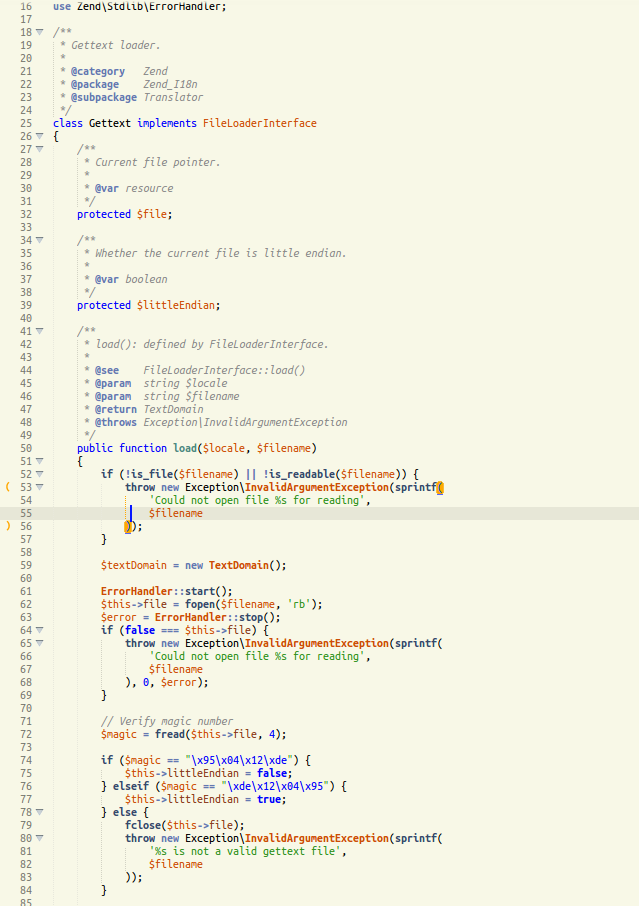 16 use Zend\Stdlib\ErrorHandler;
17
18 /**
19  * Gettext loader.
20  *
21  * @category   Zend
22  * @package    Zend_I18n
23  * @subpackage Translator
24  */
25 class Gettext implements FileLoaderInterface
26 {
27     /**
28      * Current file pointer.
29      *
30      * @var resource
31      */
32     protected $file;
33
34     /**
35      * Whether the current file is little endian.
36      *
37      * @var boolean
38      */
39     protected $littleEndian;
40
41     /**
42      * load(): defined by FileLoaderInterface.
43      *
44      * @see    FileLoaderInterface::load()
45      * @param  string $locale
46      * @param  string $filename
47      * @return TextDomain
48      * @throws Exception\InvalidArgumentException
49      */
50     public function load($locale, $filename)
51     {
52         if (!is_file($filename) || !is_readable($filename)) {
( 53             throw new Exception\InvalidArgumentException(sprintf(
54                 'Could not open file %s for reading',
55                 $filename
) 56             ));
57         }
58
59         $textDomain = new TextDomain();
60
61         ErrorHandler::start();
62         $this->file = fopen($filename, 'rb');
63         $error = ErrorHandler::stop();
64         if (false === $this->file) {
65             throw new Exception\InvalidArgumentException(sprintf(
66                 'Could not open file %s for reading',
67                 $filename
68             ), 0, $error);
69         }
70
71         // Verify magic number
72         $magic = fread($this->file, 4);
73
74         if ($magic == "\x95\x04\x12\xde") {
75             $this->littleEndian = false;
76         } elseif ($magic == "\xde\x12\x04\x95") {
77             $this->littleEndian = true;
78         } else {
79             fclose($this->file);
80             throw new Exception\InvalidArgumentException(sprintf(
81                 '%s is not a valid gettext file',
82                 $filename
83             ));
84         }
85